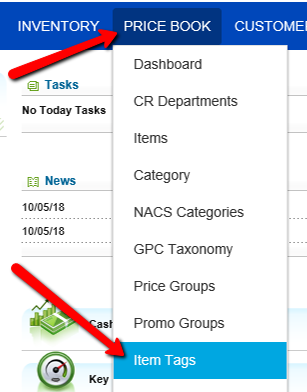 INVENTORY PRICE BOOK CUSTOME
Tasks
No Today Tasks
News
10/05/18
10/05/18
Cash
Key
Dashboard
CR Departments
Items
Category
NACS Categories
GPC Taxonomy
Price Groups
Promo Groups
Item Tags